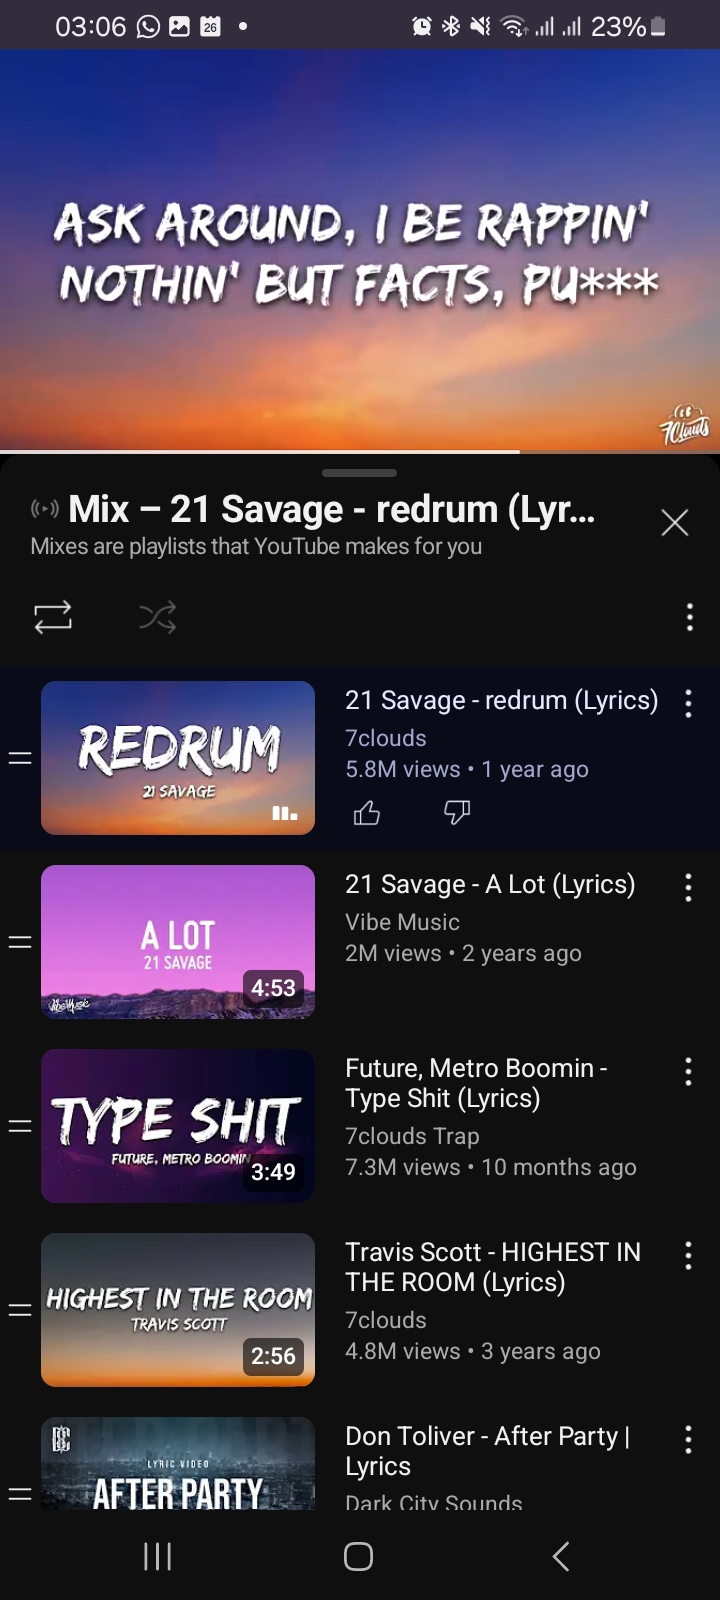 03:06
26
23%
ASK AROUND, I BE RAPPIN'
NOTHIN' BUT FACTS, PU***
7Clouds
Mix – 21 Savage - redrum (Lyr...
Mixes are playlists that YouTube makes for you
REDRUM
21 SAVAGE
21 Savage - redrum (Lyrics)
7clouds
5.8M views • 1 year ago
A LOT
21 SAVAGE
VibeMusic
4:53
21 Savage - A Lot (Lyrics)
Vibe Music
2M views • 2 years ago
TYPE SHIT
FUTURE, METRO BOOMIN
3:49
Future, Metro Boomin -
Type Shit (Lyrics)
7clouds Trap
7.3M views • 10 months ago
HIGHEST IN THE ROOM
TRAVIS SCOTT
2:56
Travis Scott - HIGHEST IN
THE ROOM (Lyrics)
7clouds
4.8M views • 3 years ago
LYRIC VIDEO
AFTER PARTY
Don Toliver - After Party |
Lyrics
Dark City Sounds